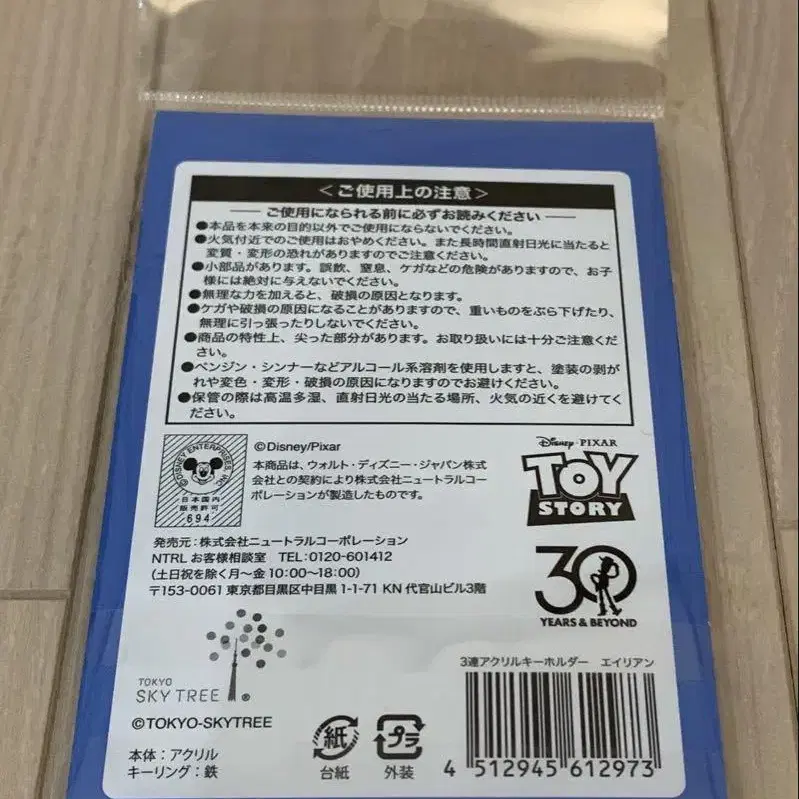 ＜ご使用上の注意＞
ご使用になられる前に必ずお読みください
●本品を本来の目的以外でご使用にならないでください。
●火気付近でのご使用はおやめください。また長時間直射日光に当たると
変質・変形の恐れがありますのでご注意ください。
●小部品があります。誤飲、窒息、ケガなどの危険がありますので、お子
様には絶対に与えないでください。
●無理な力を加えると、破損の原因となります。
●ケガや破損の原因になることがありますので、重いものをぶら下げたり、
無理に引っ張ったりしないでください。
●商品の特性上、尖った部分があります。お取り扱いには十分ご注意くだ
さい。
●ベンジン・シンナーなどアルコール系溶剤を使用しますと、塗装の剥が
れや変色・変形・破損の原因になりますのでお避けください。
●保管の際は高温多湿、直射日光の当たる場所、火気の近くを避けてく
ださい。
©DISNEY ENTERPRISES, INC.
日本国内
販売許可
694
©Disney/Pixar
本商品は、ウォルト・ディズニー・ジャパン株式
会社との契約により株式会社ニュートラルコー
ポレーションが製造したものです。
Disney・PIXAR
TOY
STORY
発売元：株式会社ニュートラルコーポレーション
NTRL お客様相談室 TEL：0120-601412
(土日祝を除く月〜金 10:00〜18:00)
〒153-0061 東京都目黒区中目黒 1-1-71 KN 代官山ビル3階
30
YEARS & BEYOND
TOKYO
SKYTREE®
©TOKYO-SKYTREE
本体：アクリル
キーリング：鉄
紙
台紙
プラ
外装
3連アクリルキーホルダー エイリアン
4 512945 612973